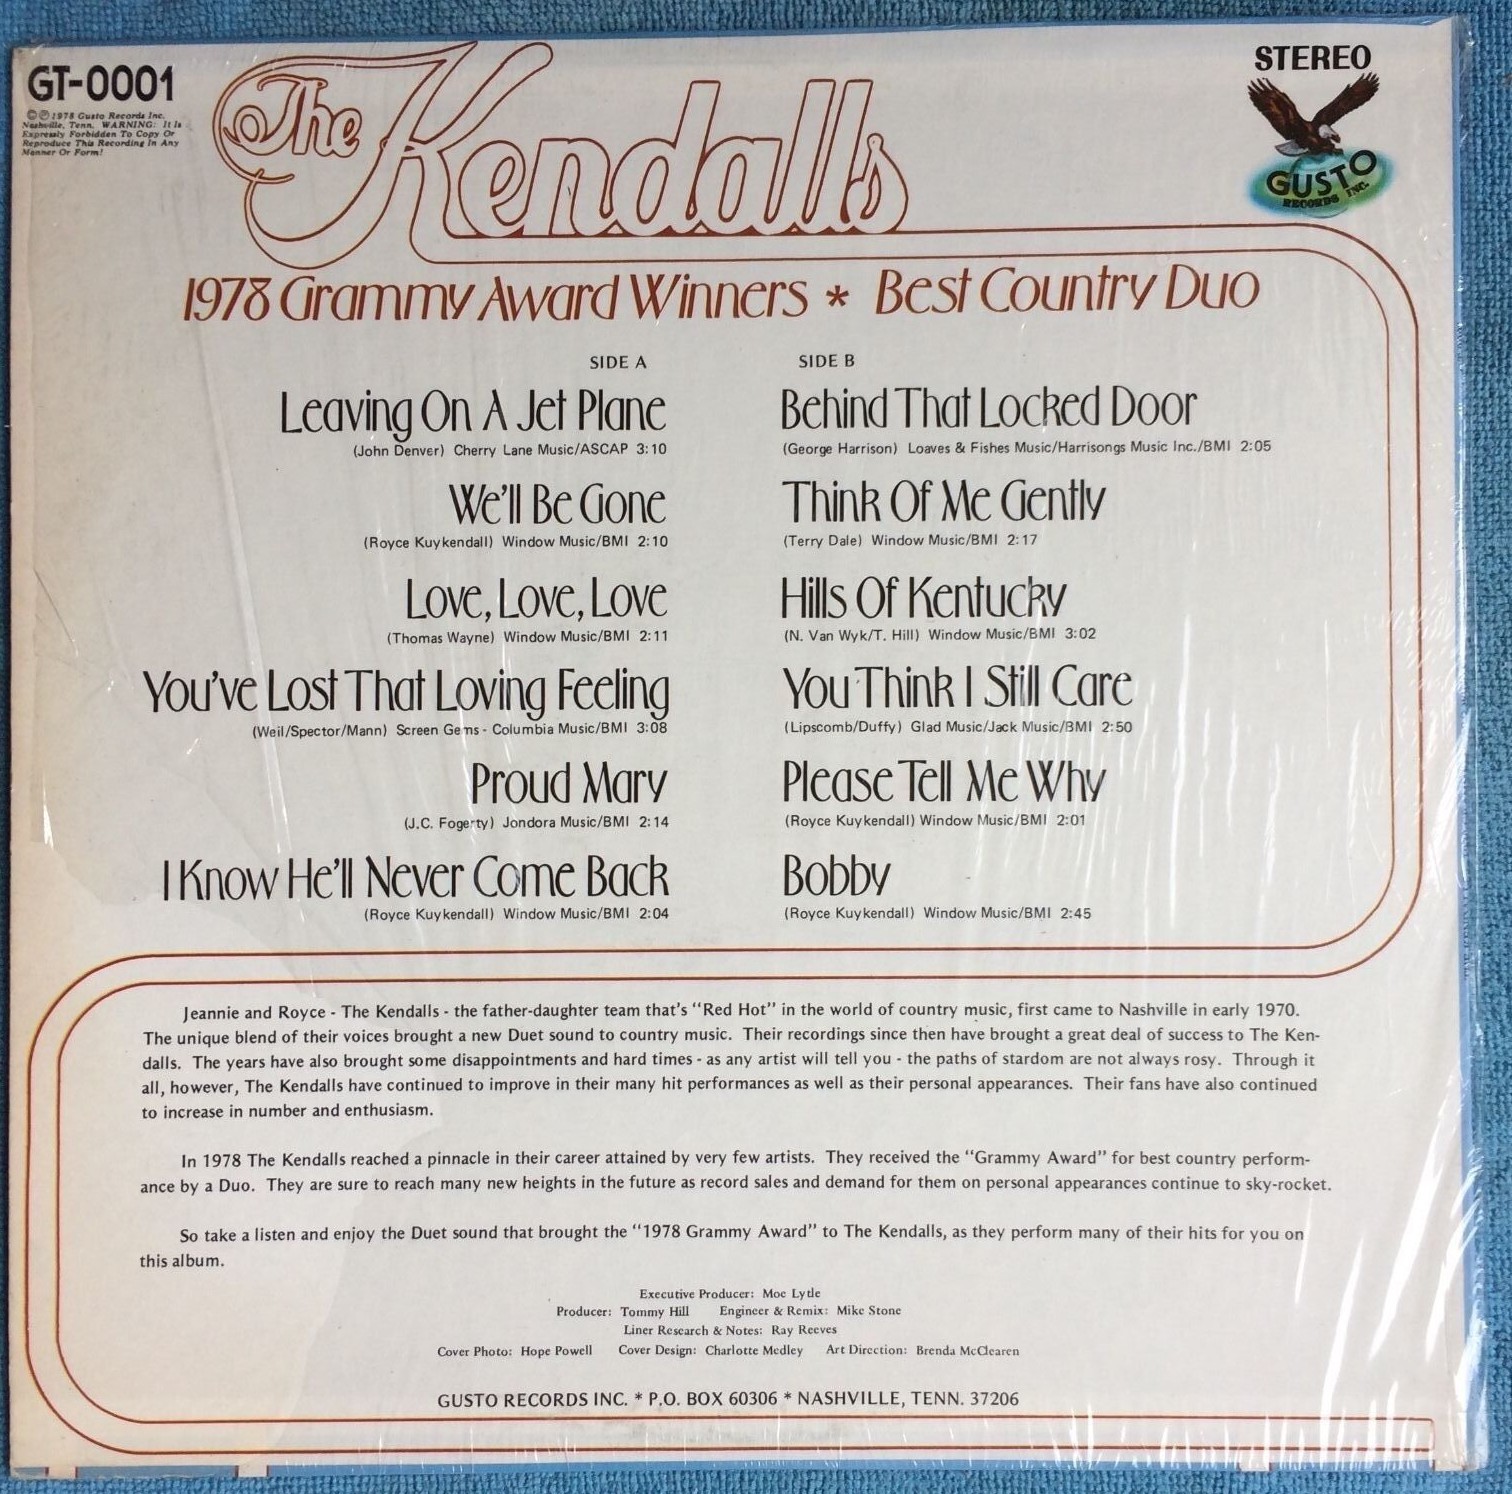 GT-0001
©℗ 1978 Gusto Records Inc.
Nashville, Tenn. WARNING: It Is
Expressly Forbidden To Copy Or
Reproduce This Recording In Any
Manner Or Form!
The Kendalls
STEREO
GUSTO
RECORDS INC.
1978 Grammy Award Winners * Best Country Duo
SIDE A
Leaving On A Jet Plane
(John Denver) Cherry Lane Music/ASCAP 3:10
We'll Be Gone
(Royce Kuykendall) Window Music/BMI 2:10
Love, Love, Love
(Thomas Wayne) Window Music/BMI 2:11
You've Lost That Loving Feeling
(Weil/Spector/Mann) Screen Gems - Columbia Music/BMI 3:08
Proud Mary
(J.C. Fogerty) Jondora Music/BMI 2:14
I Know He'll Never Come Back
(Royce Kuykendall) Window Music/BMI 2:04
SIDE B
Behind That Locked Door
(George Harrison) Loaves & Fishes Music/Harrisongs Music Inc./BMI 2:05
Think Of Me Gently
(Terry Dale) Window Music/BMI 2:17
Hills Of Kentucky
(N. Van Wyk/T. Hill) Window Music/BMI 3:02
You Think I Still Care
(Lipscomb/Duffy) Glad Music/Jack Music/BMI 2:50
Please Tell Me Why
(Royce Kuykendall) Window Music/BMI 2:01
Bobby
(Royce Kuykendall) Window Music/BMI 2:45
Jeannie and Royce - The Kendalls - the father-daughter team that's "Red Hot" in the world of country music, first came to Nashville in early 1970.
The unique blend of their voices brought a new Duet sound to country music. Their recordings since then have brought a great deal of success to The Ken-
dalls. The years have also brought some disappointments and hard times - as any artist will tell you - the paths of stardom are not always rosy. Through it
all, however, The Kendalls have continued to improve in their many hit performances as well as their personal appearances. Their fans have also continued
to increase in number and enthusiasm.
In 1978 The Kendalls reached a pinnacle in their career attained by very few artists. They received the "Grammy Award" for best country perform-
ance by a Duo. They are sure to reach many new heights in the future as record sales and demand for them on personal appearances continue to sky-rocket.
So take a listen and enjoy the Duet sound that brought the "1978 Grammy Award" to The Kendalls, as they perform many of their hits for you on
this album.
Executive Producer: Moe Lytle
Producer: Tommy Hill Engineer & Remix: Mike Stone
Liner Research & Notes: Ray Reeves
Cover Photo: Hope Powell Cover Design: Charlotte Medley Art Direction: Brenda McClearen
GUSTO RECORDS INC. * P.O. BOX 60306 * NASHVILLE, TENN. 37206